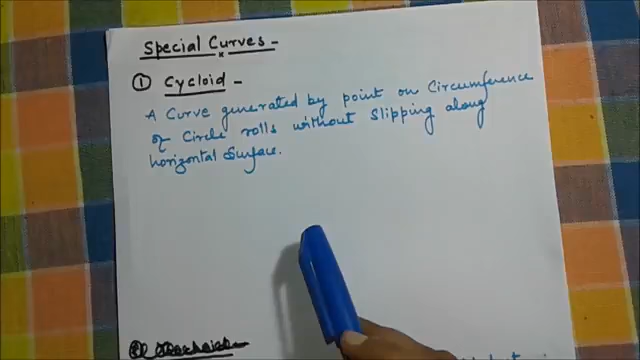 Special Curves -
① Cycloid -
A Curve generated by point on Circumference
of Circle rolls without slipping along
horizontal Surface.